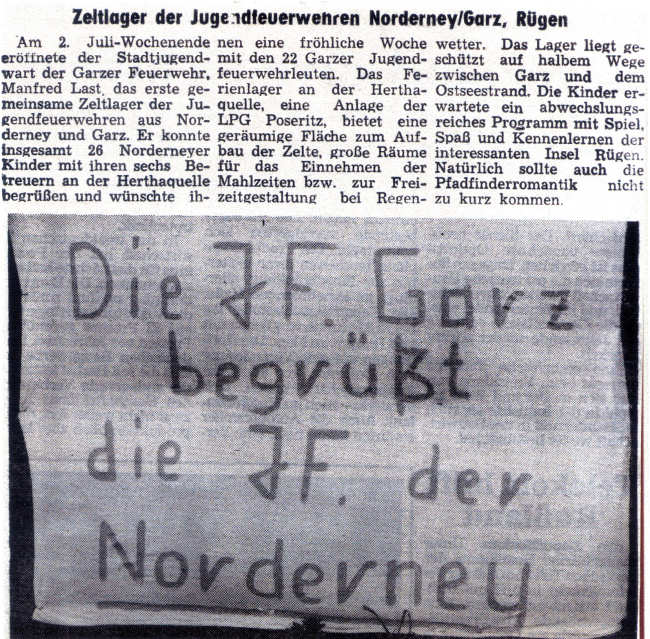 Zeltlager der Jugendfeuerwehren Norderney/Garz, Rügen
Am 2. Juli-Wochenende
eröffnete der Stadtjugend-
wart der Garzer Feuerwehr,
Manfred Last, das erste ge-
meinsame Zeltlager der Ju-
gendfeuerwehren aus Nor-
derney und Garz. Er konnte
insgesamt 26 Norderneyer
Kinder mit ihren sechs Be-
treuern an der Herthaquelle
begrüßen und wünschte ih-
nen eine fröhliche Woche
mit den 22 Garzer Jugend-
feuerwehrleuten. Das Fe-
rienlager an der Hertha-
quelle, eine Anlage der
LPG Poseritz, bietet eine
geräumige Fläche zum Auf-
bau der Zelte, große Räume
für das Einnehmen der
Mahlzeiten bzw. zur Frei-
zeitgestaltung bei Regen-
wetter. Das Lager liegt ge-
schützt auf halbem Wege
zwischen Garz und dem
Ostseestrand. Die Kinder er-
wartete ein abwechslungs-
reiches Programm mit Spiel,
Spaß und Kennenlernen der
interessanten Insel Rügen.
Natürlich sollte auch die
Pfadfinderromantik nicht
zu kurz kommen.
Die JF. Garz
begrüßt
die JF. der
Norderney